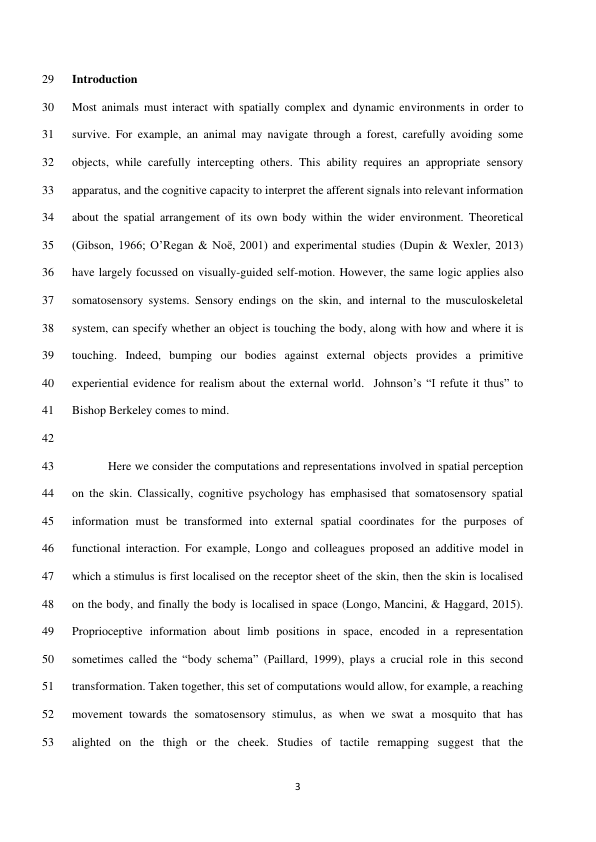 29 Introduction
30 Most animals must interact with spatially complex and dynamic environments in order to
31 survive. For example, an animal may navigate through a forest, carefully avoiding some
32 objects, while carefully intercepting others. This ability requires an appropriate sensory
33 apparatus, and the cognitive capacity to interpret the afferent signals into relevant information
34 about the spatial arrangement of its own body within the wider environment. Theoretical
35 (Gibson, 1966; O’Regan & Noë, 2001) and experimental studies (Dupin & Wexler, 2013)
36 have largely focussed on visually-guided self-motion. However, the same logic applies also
37 somatosensory systems. Sensory endings on the skin, and internal to the musculoskeletal
38 system, can specify whether an object is touching the body, along with how and where it is
39 touching. Indeed, bumping our bodies against external objects provides a primitive
40 experiential evidence for realism about the external world.  Johnson’s “I refute it thus” to
41 Bishop Berkeley comes to mind.
42
43 Here we consider the computations and representations involved in spatial perception
44 on the skin. Classically, cognitive psychology has emphasised that somatosensory spatial
45 information must be transformed into external spatial coordinates for the purposes of
46 functional interaction. For example, Longo and colleagues proposed an additive model in
47 which a stimulus is first localised on the receptor sheet of the skin, then the skin is localised
48 on the body, and finally the body is localised in space (Longo, Mancini, & Haggard, 2015).
49 Proprioceptive information about limb positions in space, encoded in a representation
50 sometimes called the “body schema” (Paillard, 1999), plays a crucial role in this second
51 transformation. Taken together, this set of computations would allow, for example, a reaching
52 movement towards the somatosensory stimulus, as when we swat a mosquito that has
53 alighted on the thigh or the cheek. Studies of tactile remapping suggest that the
3